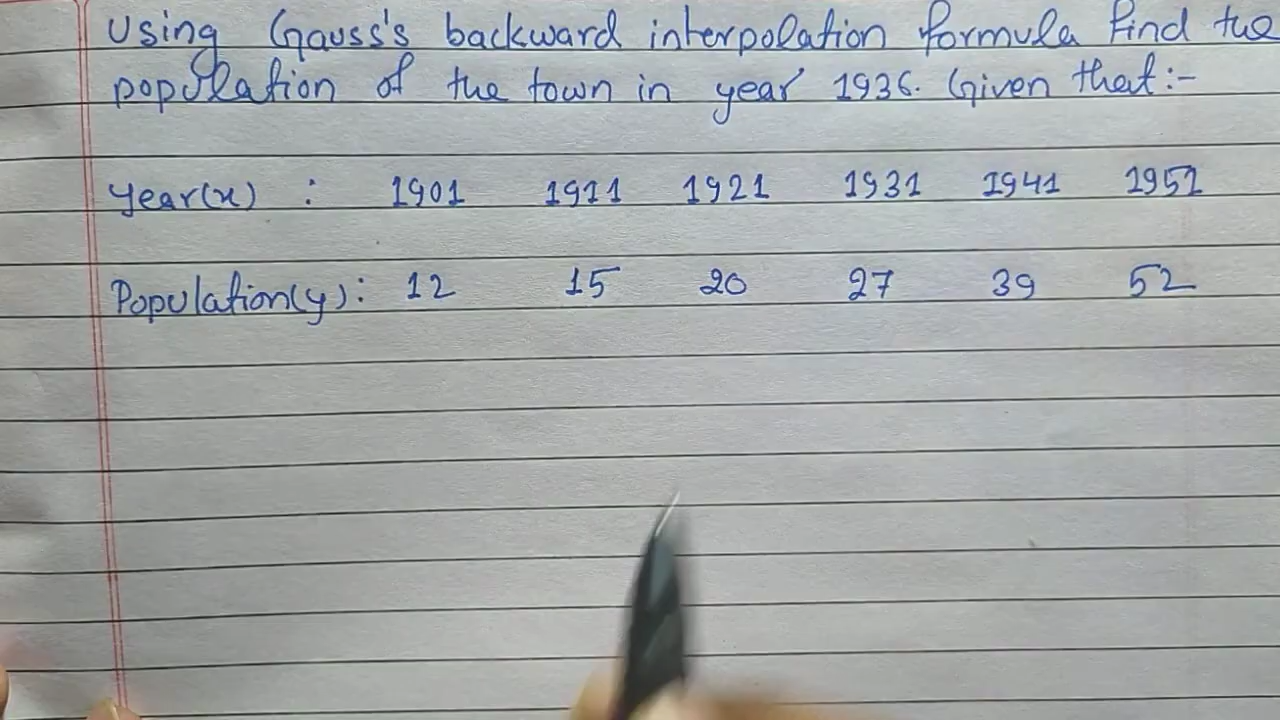 Using Gauss's backward interpolation formula find the
population of the town in year 1936. Given that:-
Year(x) : 1901 1911 1921 1931 1941 1951
Population(y): 12 15 20 27 39 52